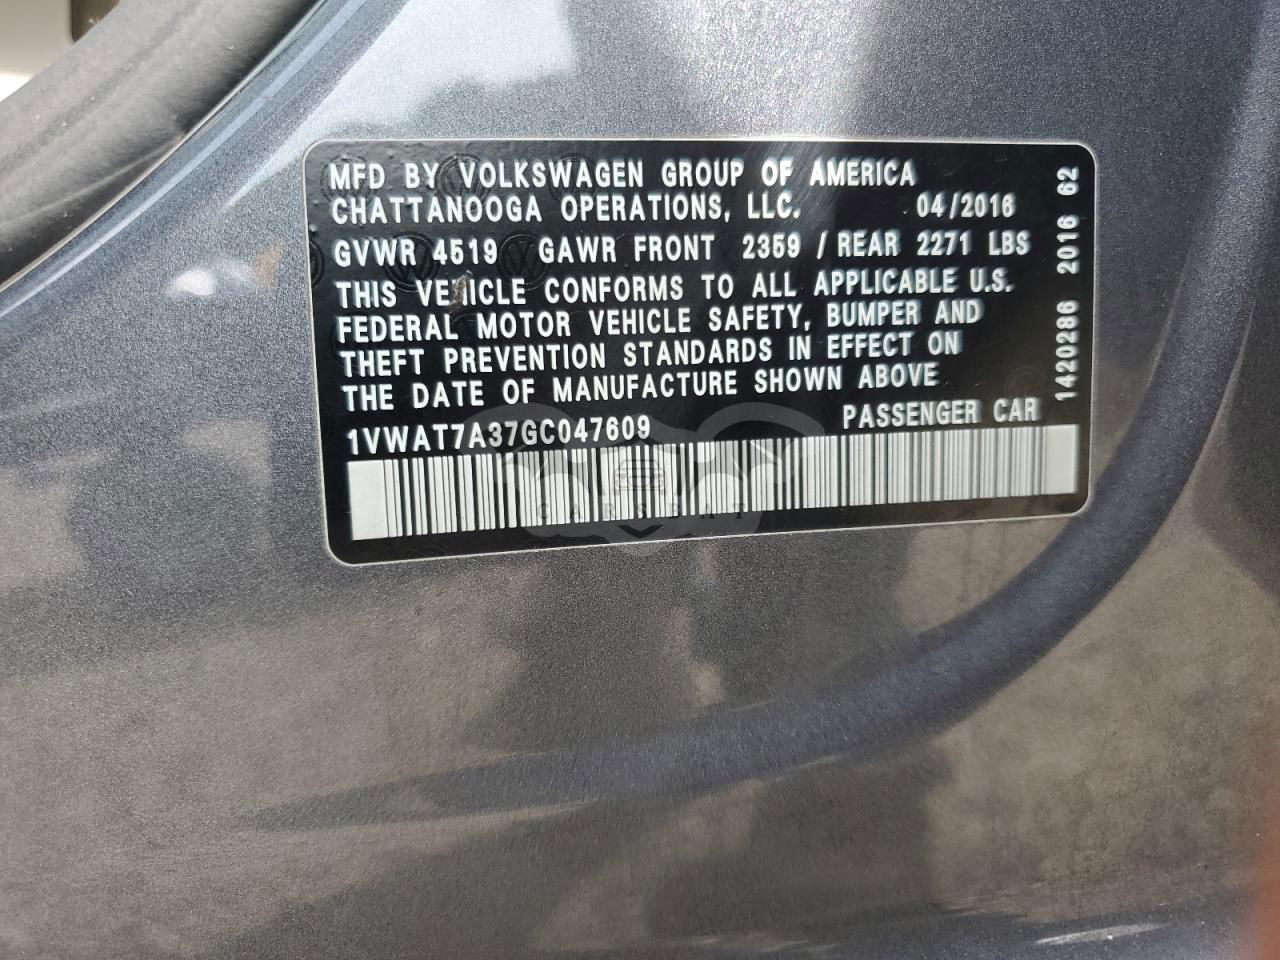 MFD BY VOLKSWAGEN GROUP OF AMERICA
CHATTANOOGA OPERATIONS, LLC. 04/2016
GVWR 4519 GAWR FRONT 2359 / REAR 2271 LBS
THIS VEHICLE CONFORMS TO ALL APPLICABLE U.S.
FEDERAL MOTOR VEHICLE SAFETY, BUMPER AND
THEFT PREVENTION STANDARDS IN EFFECT ON
THE DATE OF MANUFACTURE SHOWN ABOVE
1VWAT7A37GC047609 PASSENGER CAR
1420286 2016 62
CARSBAT